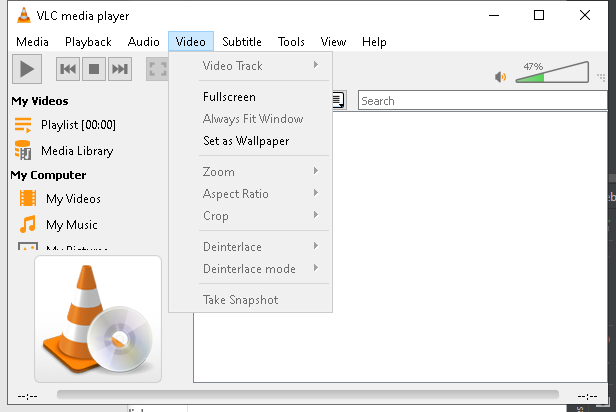 VLC media player
Media Playback Audio Video Subtitle Tools View Help
Video Track
47%
My Videos
Fullscreen
Search
Playlist [00:00]
Always Fit Window
Media Library
Set as Wallpaper
My Computer
Zoom
My Videos
Aspect Ratio
My Music
Crop
My Pictures
Deinterlace
Deinterlace mode
Take Snapshot
--:-- --:--